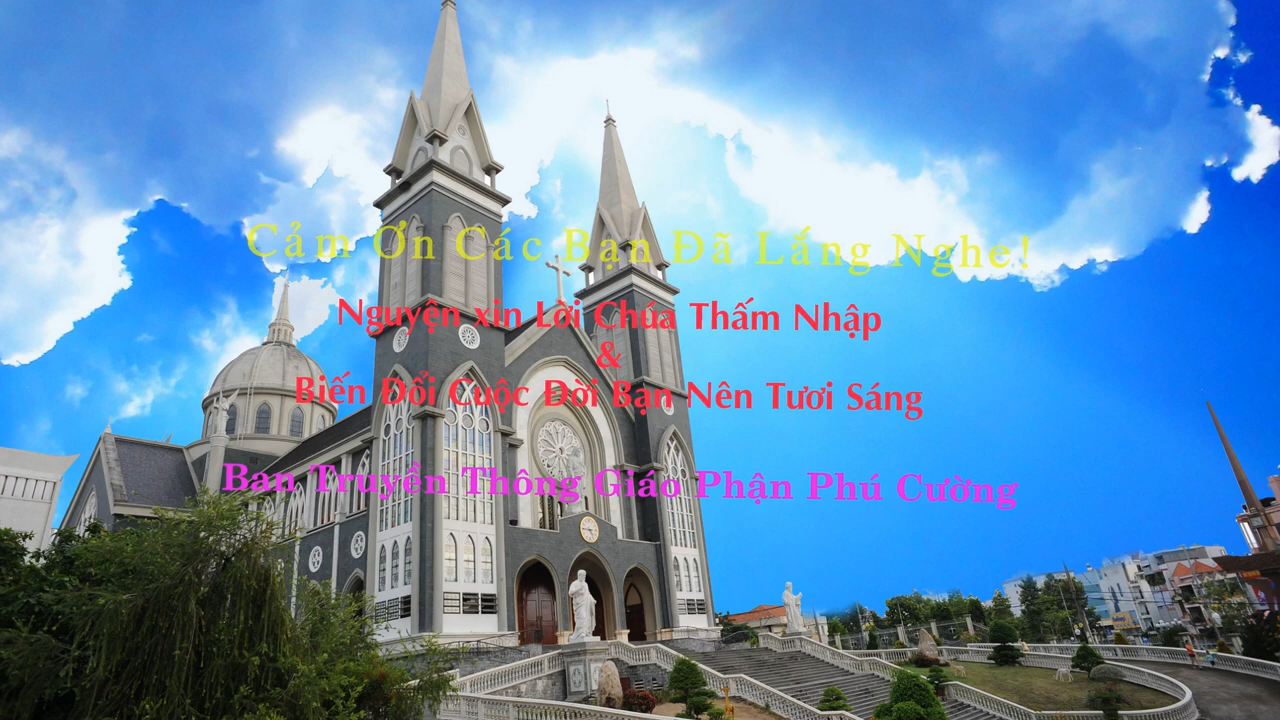 Cảm Ơn Các Bạn Đã Lắng Nghe!
Nguyện xin Lời Chúa Thấm Nhập
&
Biến Đổi Cuộc Dời Bạn Nên Tươi Sáng
Ban Truyền Thông Giáo Phận Phú Cường